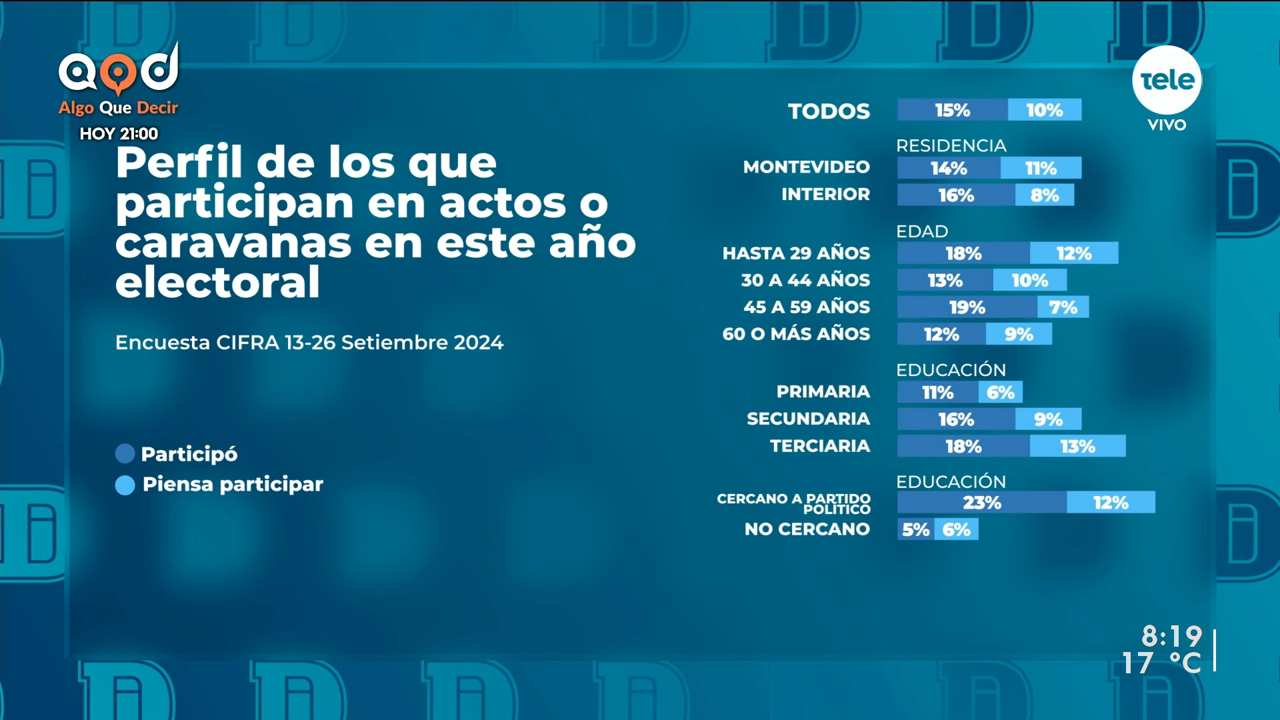 aqd
Algo Que Decir
HOY 21:00
tele
VIVO
Perfil de los que
participan en actos o
caravanas en este año
electoral
Encuesta CIFRA 13-26 Setiembre 2024
Participó
Piensa participar
TODOS 15% 10%
RESIDENCIA
MONTEVIDEO 14% 11%
INTERIOR 16% 8%
EDAD
HASTA 29 AÑOS 18% 12%
30 A 44 AÑOS 13% 10%
45 A 59 AÑOS 19% 7%
60 O MÁS AÑOS 12% 9%
EDUCACIÓN
PRIMARIA 11% 6%
SECUNDARIA 16% 9%
TERCIARIA 18% 13%
EDUCACIÓN
CERCANO A PARTIDO
POLÍTICO 23% 12%
NO CERCANO 5% 6%
8:19
17 °C